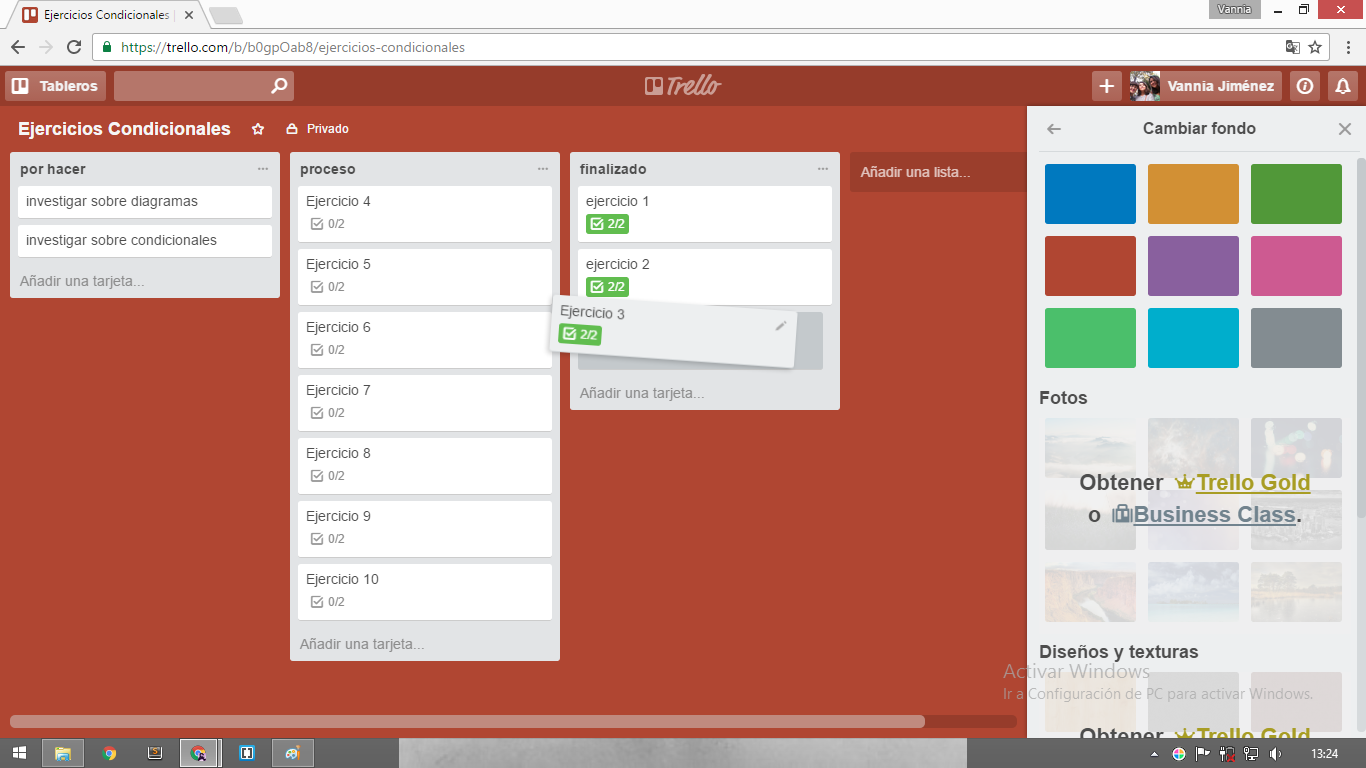 Ejercicios Condicionales |
Vannia
https://trello.com/b/b0gpOab8/ejercicios-condicionales
Tableros
Trello
Vannia Jiménez
Ejercicios Condicionales
Privado
por hacer
investigar sobre diagramas
investigar sobre condicionales
Añadir una tarjeta...
proceso
Ejercicio 4
0/2
Ejercicio 5
0/2
Ejercicio 6
0/2
Ejercicio 7
0/2
Ejercicio 8
0/2
Ejercicio 9
0/2
Ejercicio 10
0/2
Añadir una tarjeta...
finalizado
ejercicio 1
2/2
ejercicio 2
2/2
Ejercicio 3
2/2
Añadir una tarjeta...
Añadir una lista...
Cambiar fondo
Fotos
Obtener Trello Gold
o Business Class.
Diseños y texturas
Activar Windows
Ir a Configuración de PC para activar Windows.
Obtener Trello Gold
13:24